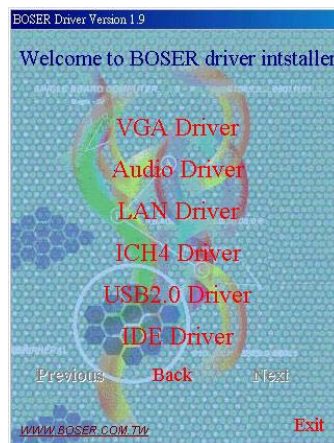 BOSER Driver Version 1.9
Welcome to BOSER driver intstaller
VGA Driver
Audio Driver
LAN Driver
ICH4 Driver
USB2.0 Driver
IDE Driver
Previous Back Next
WWW.BOSER.COM.TW Exit